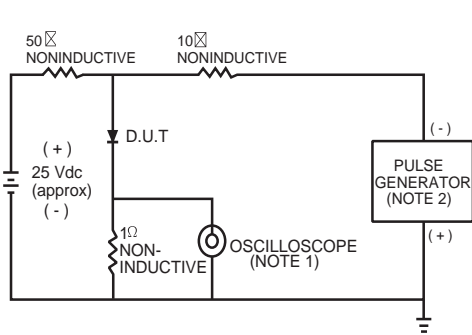 50☒
NONINDUCTIVE
10☒
NONINDUCTIVE
(-)
D.U.T
(+)
25 Vdc
(approx)
(-)
PULSE
GENERATOR
(NOTE 2)
(+)
1Ω
NON-
INDUCTIVE
OSCILLOSCOPE
(NOTE 1)